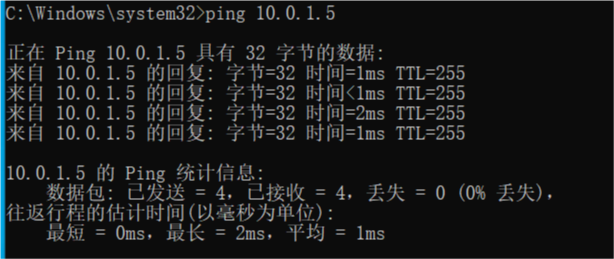 C:\Windows\system32>ping 10.0.1.5
正在 Ping 10.0.1.5 具有 32 字节的数据:
来自 10.0.1.5 的回复: 字节=32 时间=1ms TTL=255
来自 10.0.1.5 的回复: 字节=32 时间<1ms TTL=255
来自 10.0.1.5 的回复: 字节=32 时间=2ms TTL=255
来自 10.0.1.5 的回复: 字节=32 时间=1ms TTL=255
10.0.1.5 的 Ping 统计信息:
数据包: 已发送 = 4，已接收 = 4，丢失 = 0 (0% 丢失)，
往返行程的估计时间(以毫秒为单位):
最短 = 0ms，最长 = 2ms，平均 = 1ms